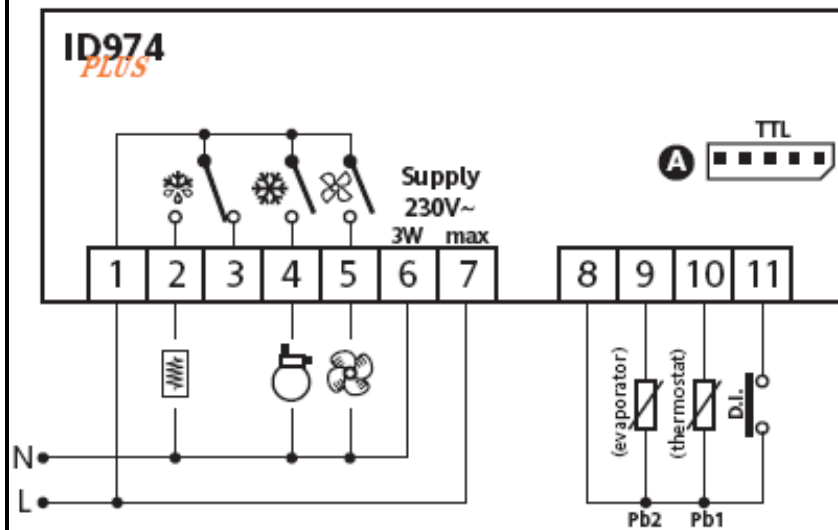 ID974
PLUS
TTL
A
Supply
230V~
3W max
1 2 3 4 5 6 7 8 9 10 11
(evaporator)
(thermostat)
D.I.
N
L
Pb2 Pb1